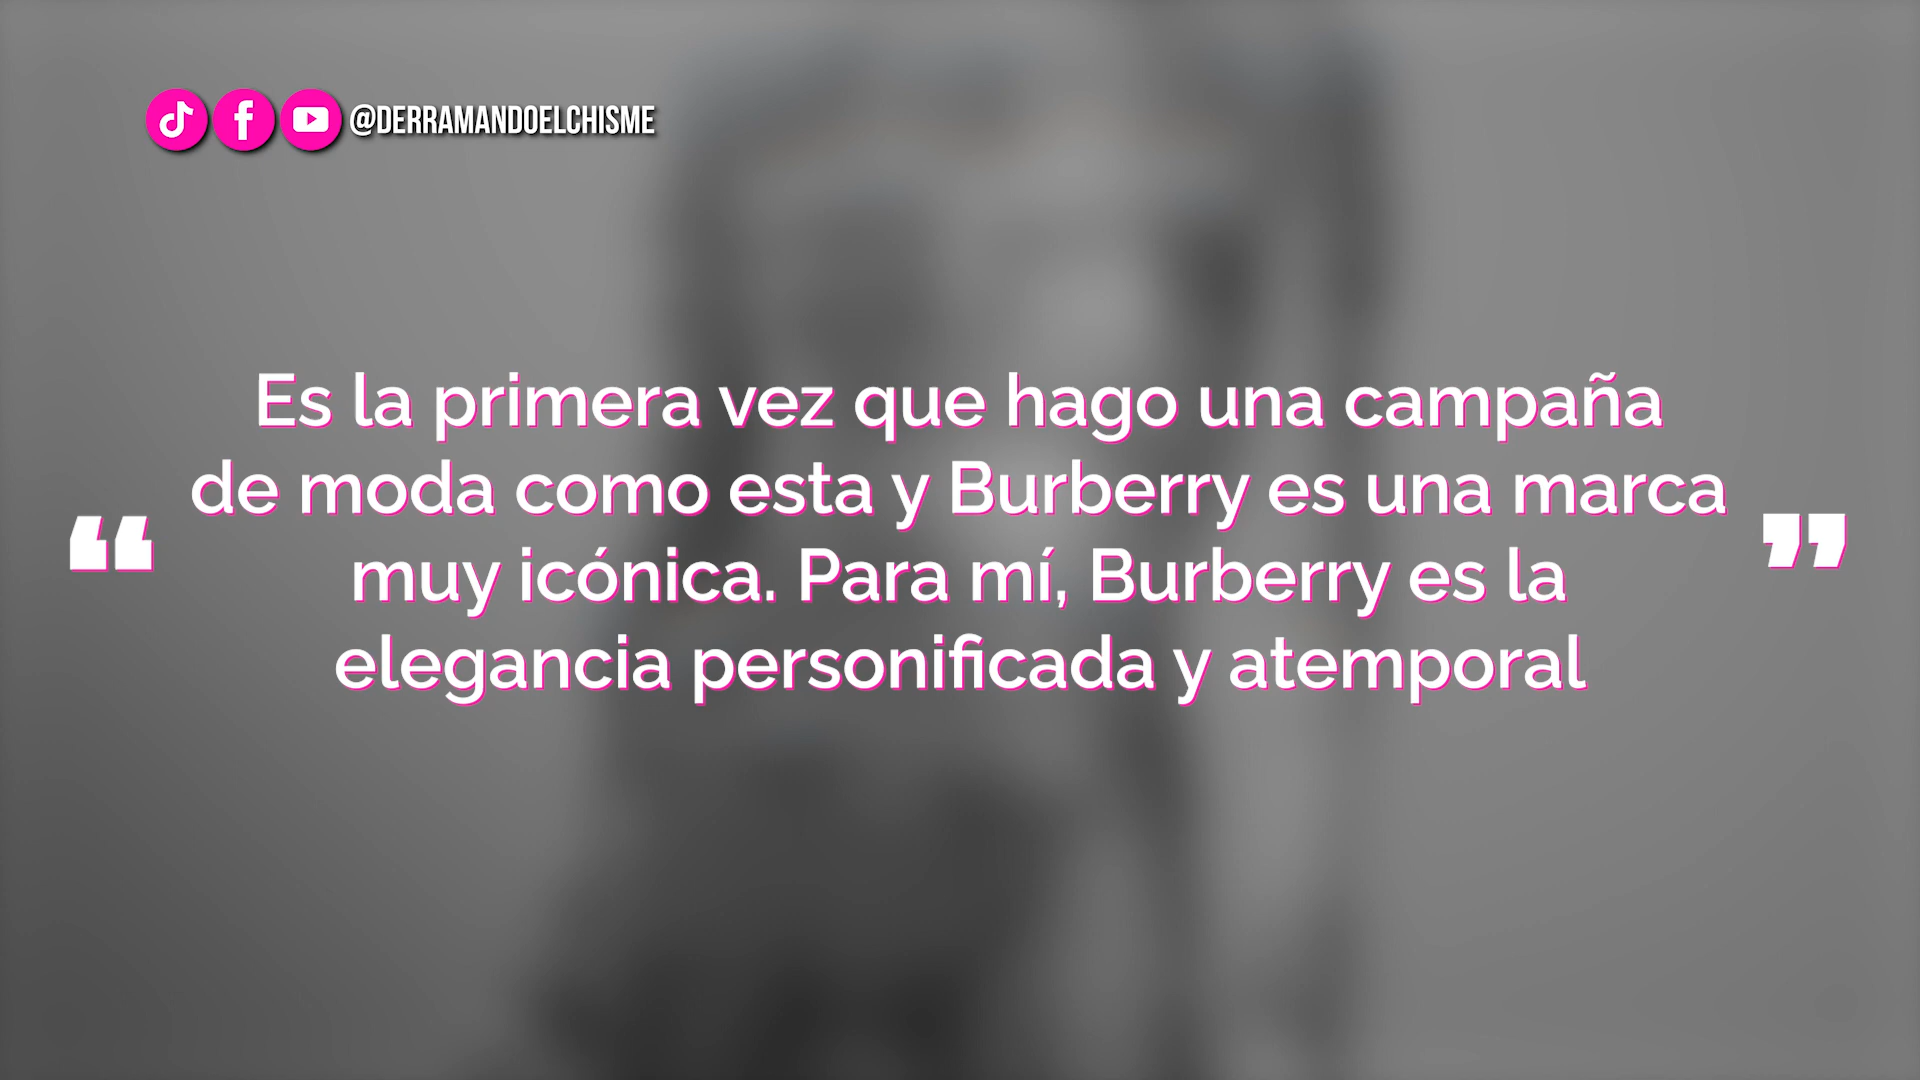 @DERRAMANDOELCHISME
Es la primera vez que hago una campaña
de moda como esta y Burberry es una marca
“ muy icónica. Para mí, Burberry es la ”
elegancia personificada y atemporal